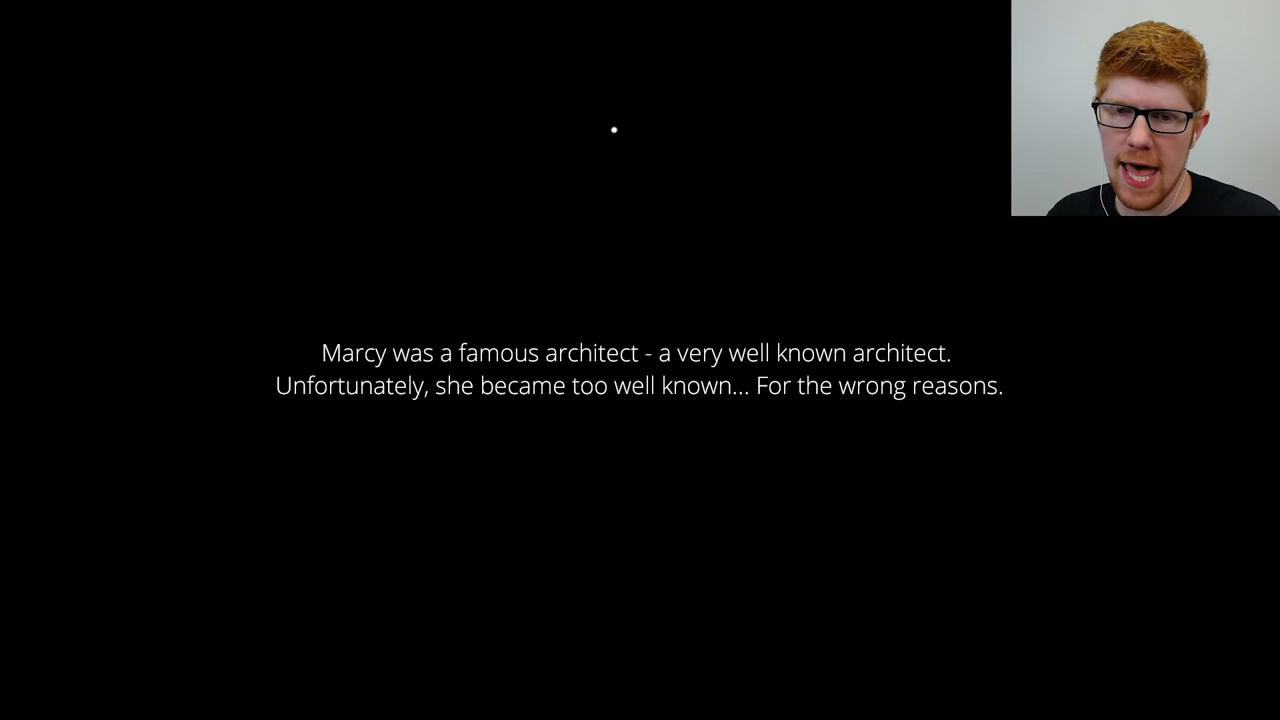 Marcy was a famous architect - a very well known architect.
Unfortunately, she became too well known... For the wrong reasons.